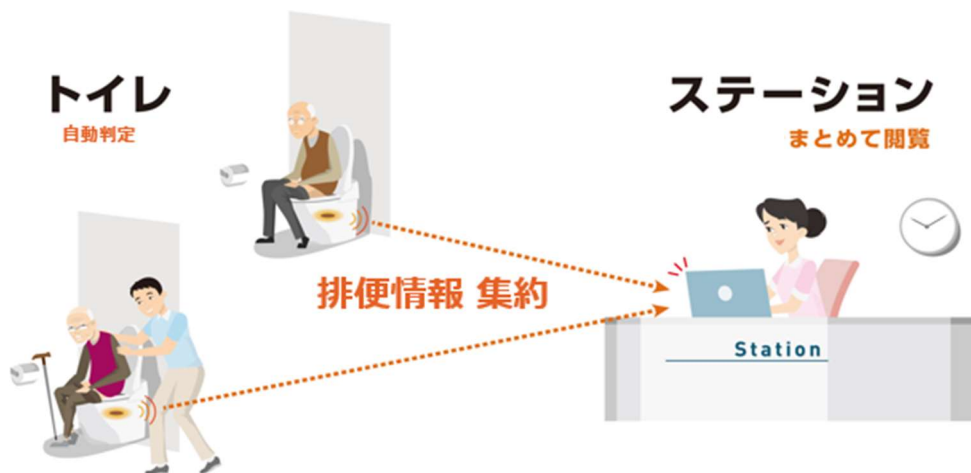 トイレ
自動判定
ステーション
まとめて閲覧
排便情報 集約
Station